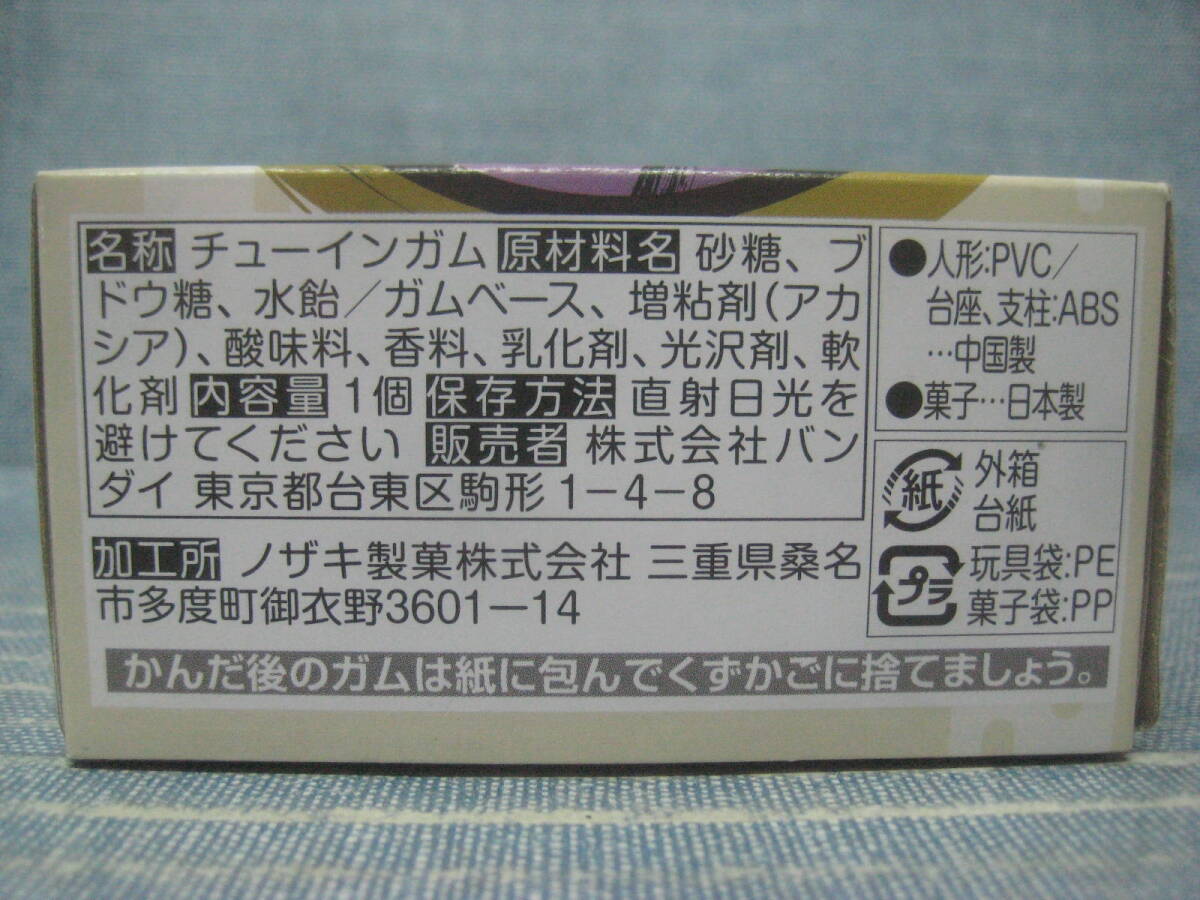 名称 チューインガム 原材料名 砂糖、ブ
ドウ糖、水飴／ガムベース、増粘剤(アカ
シア)、酸味料、香料、乳化剤、光沢剤、軟
化剤 内容量 1個 保存方法 直射日光を
避けてください 販売者 株式会社バン
ダイ 東京都台東区駒形1－4－8
加工所 ノザキ製菓株式会社 三重県桑名
市多度町御衣野3601－14
かんだ後のガムは紙に包んでくずかごに捨てましょう。
●人形:PVC／
台座、支柱:ABS
…中国製
●菓子…日本製
紙 外箱
台紙
プラ 玩具袋:PE
菓子袋:PP